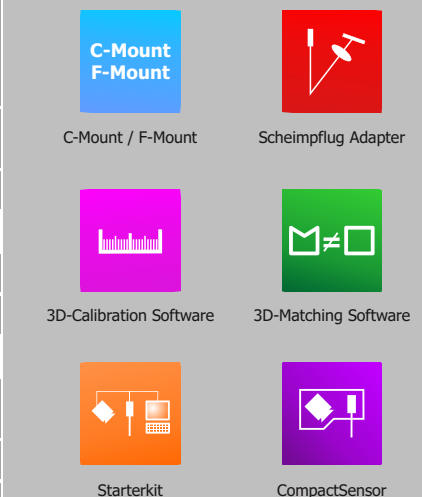 C-Mount
F-Mount
C-Mount / F-Mount
Scheimpflug Adapter
3D-Calibration Software
3D-Matching Software
Starterkit
CompactSensor